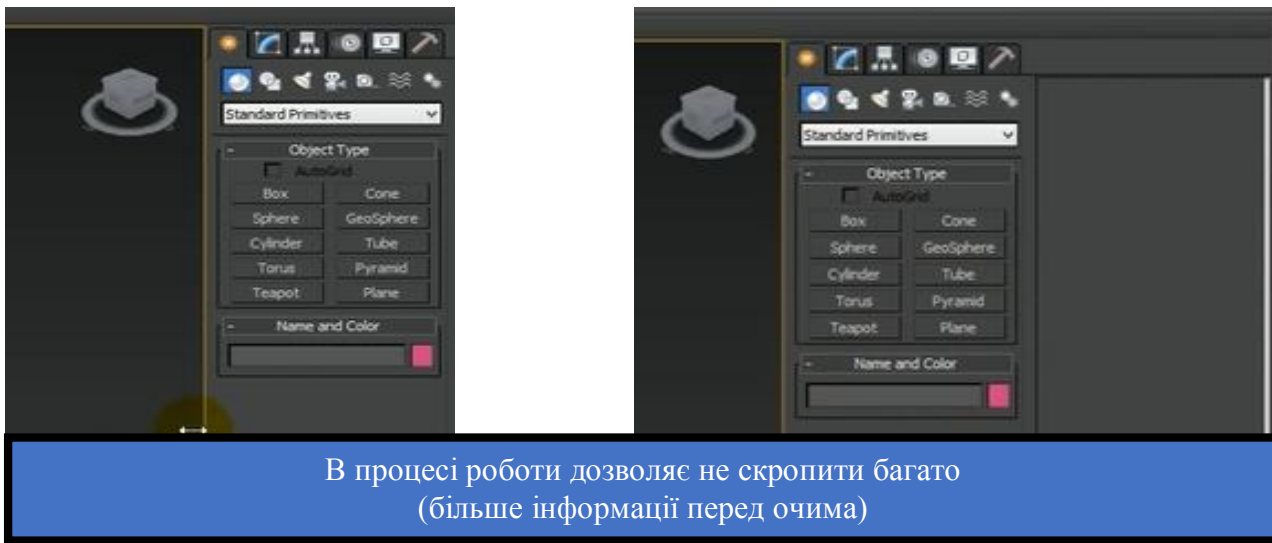 Standard Primitives
- Object Type
AutoGrid
Box Cone
Sphere GeoSphere
Cylinder Tube
Torus Pyramid
Teapot Plane
- Name and Color
Standard Primitives
- Object Type
AutoGrid
Box Cone
Sphere GeoSphere
Cylinder Tube
Torus Pyramid
Teapot Plane
- Name and Color
В процесі роботи дозволяє не скропити багато
(більше інформації перед очима)